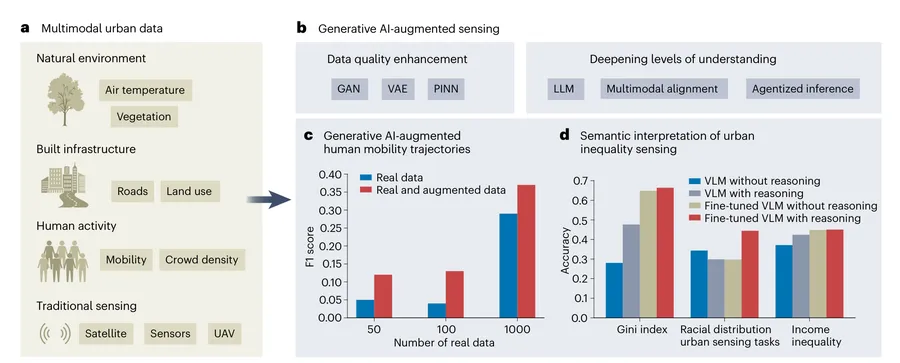 a Multimodal urban data
Natural environment
Air temperature
Vegetation
Built infrastructure
Roads
Land use
Human activity
Mobility
Crowd density
Traditional sensing
Satellite
Sensors
UAV
b Generative AI-augmented sensing
Data quality enhancement
GAN
VAE
PINN
Deepening levels of understanding
LLM
Multimodal alignment
Agentized inference
c Generative AI-augmented
human mobility trajectories
Real data
Real and augmented data
F1 score
0.40
0.35
0.30
0.25
0.20
0.15
0.10
0.05
0.00
50
100
1000
Number of real data
d Semantic interpretation of urban
inequality sensing
VLM without reasoning
VLM with reasoning
Fine-tuned VLM without reasoning
Fine-tuned VLM with reasoning
Accuracy
0.7
0.6
0.5
0.4
0.3
0.2
0.1
0.0
Gini index
Racial distribution
urban sensing tasks
Income
inequality